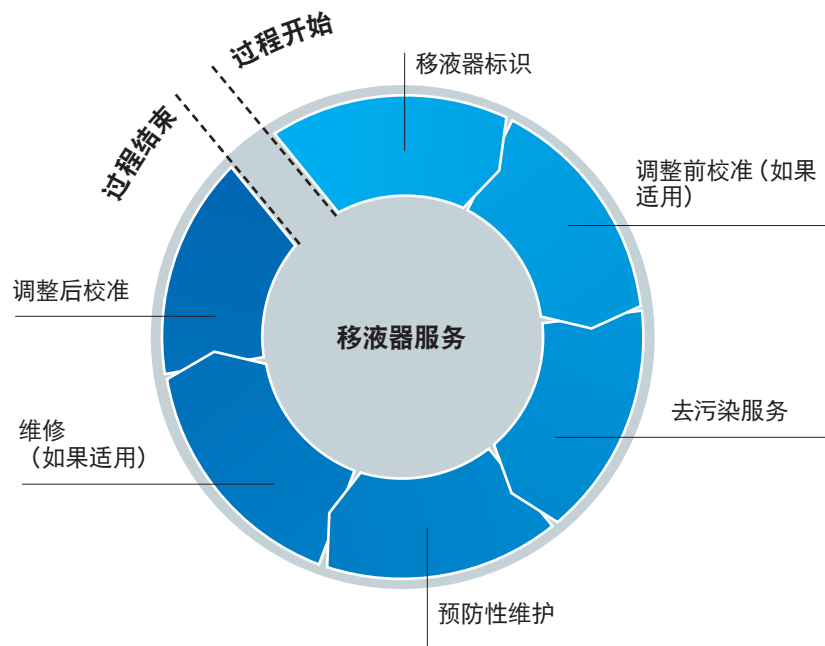 过程开始
移液器标识
调整前校准（如果
适用）
去污染服务
预防性维护
维修
（如果适用）
调整后校准
过程结束
移液器服务